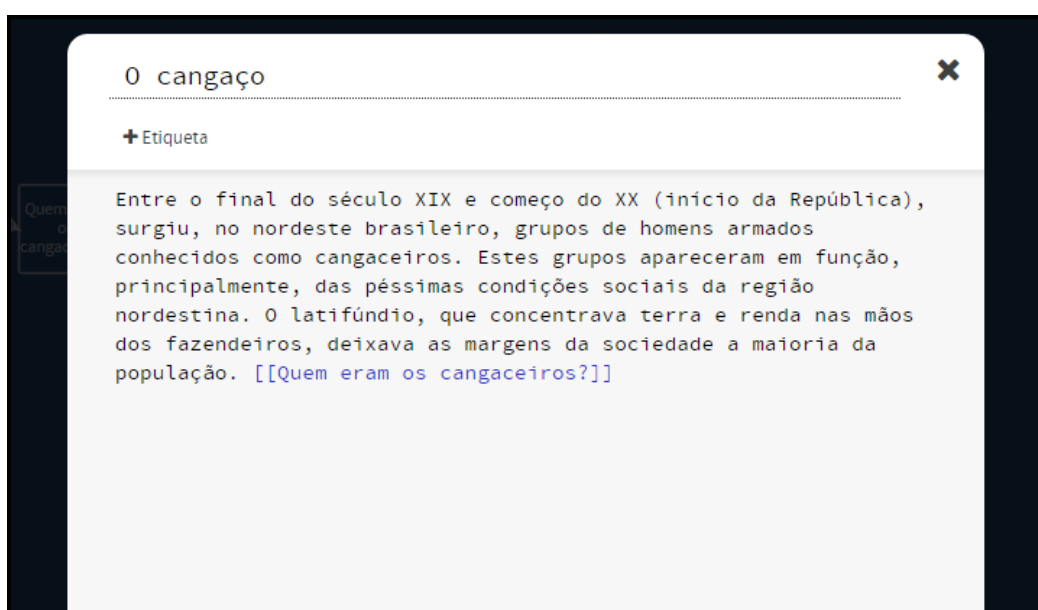 O cangaço
+ Etiqueta
Quem
o
cangac
Entre o final do século XIX e começo do XX (início da República),
surgiu, no nordeste brasileiro, grupos de homens armados
conhecidos como cangaceiros. Estes grupos apareceram em função,
principalmente, das péssimas condições sociais da região
nordestina. O latifúndio, que concentrava terra e renda nas mãos
dos fazendeiros, deixava as margens da sociedade a maioria da
população. [[Quem eram os cangaceiros?]]